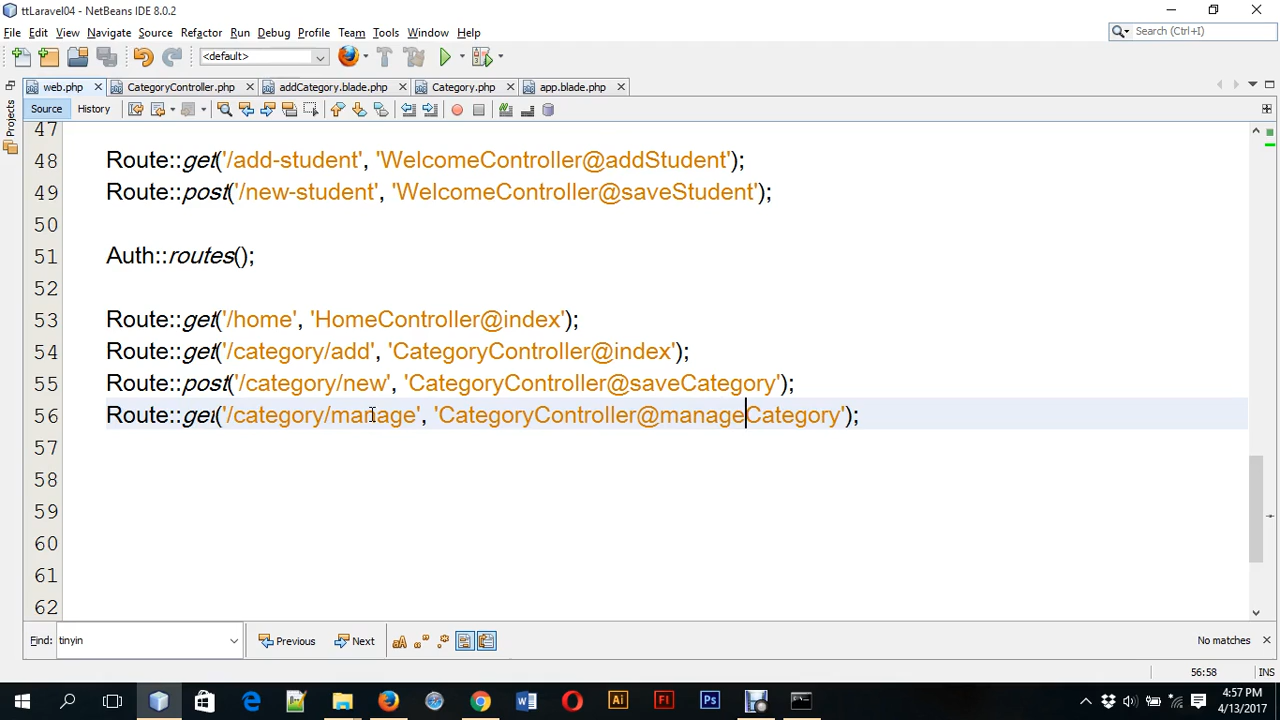 ttLaravel04 - NetBeans IDE 8.0.2
File Edit View Navigate Source Refactor Run Debug Profile Team Tools Window Help
Search (Ctrl+I)
<default>
web.php CategoryController.php addCategory.blade.php Category.php app.blade.php
Source History
Projects
47
48 Route::get('/add-student', 'WelcomeController@addStudent');
49 Route::post('/new-student', 'WelcomeController@saveStudent');
50
51 Auth::routes();
52
53 Route::get('/home', 'HomeController@index');
54 Route::get('/category/add', 'CategoryController@index');
55 Route::post('/category/new', 'CategoryController@saveCategory');
56 Route::get('/category/manage', 'CategoryController@manageCategory');
57
58
59
60
61
62
Find: tinyin Previous Next No matches
56:58 INS
4:57 PM
4/13/2017